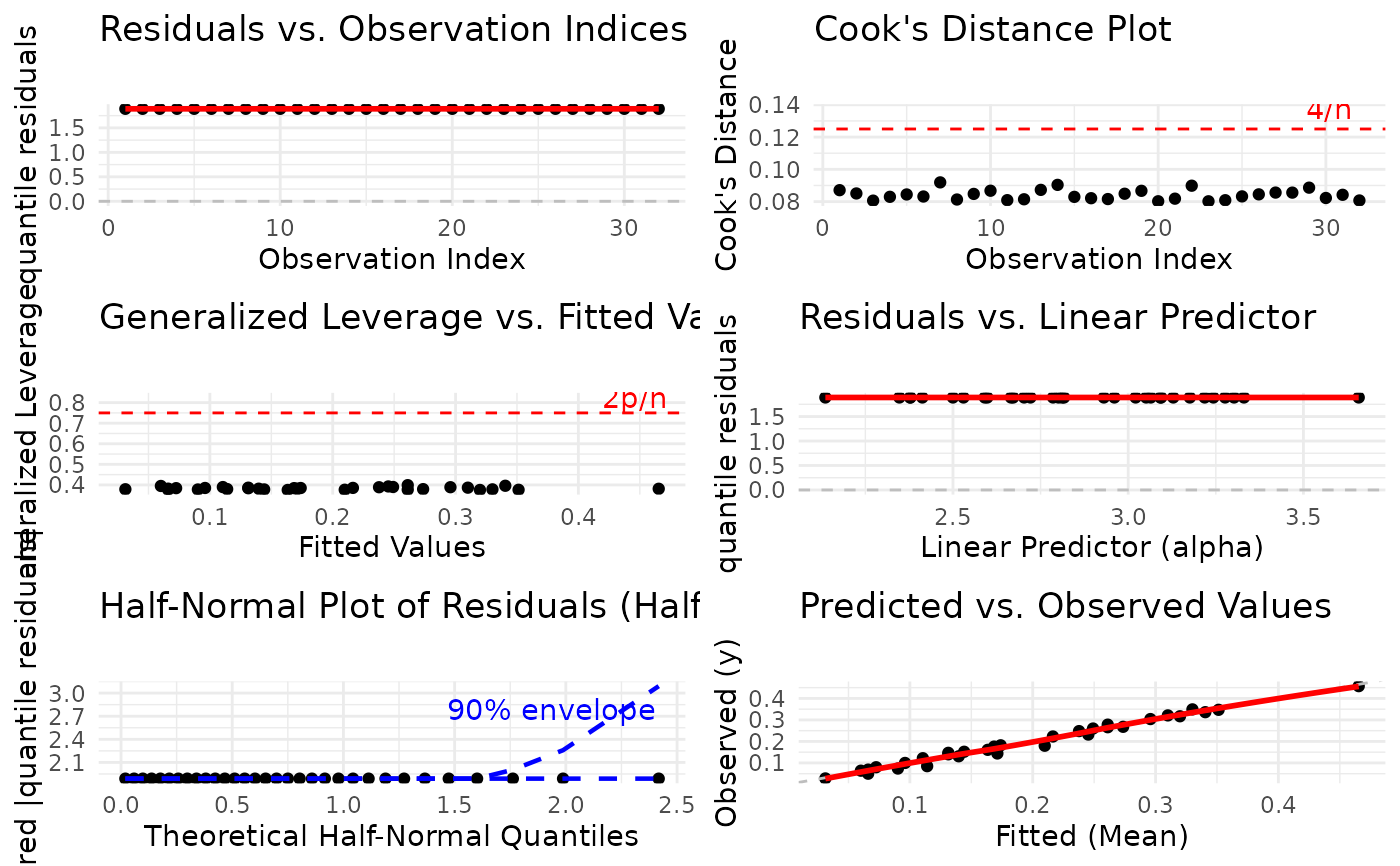 Residuals vs. Observation Indices
quantile residuals
1.5
1.0
0.5
0.0
0 10 20 30
Observation Index
Cook's Distance Plot
Cook's Distance
0.14
0.12
0.10
0.08
4/n
0 10 20 30
Observation Index
Generalized Leverage vs. Fitted Va
neralized Leverage
0.8
0.7
0.6
0.5
0.4
2p/n
0.1 0.2 0.3 0.4
Fitted Values
Residuals vs. Linear Predictor
quantile residuals
1.5
1.0
0.5
0.0
2.5 3.0 3.5
Linear Predictor (alpha)
Half-Normal Plot of Residuals (Half
red |quantile residuals|
3.0
2.7
2.4
2.1
90% envelope
0.0 0.5 1.0 1.5 2.0 2.5
Theoretical Half-Normal Quantiles
Predicted vs. Observed Values
Observed (y)
0.4
0.3
0.2
0.1
0.1 0.2 0.3 0.4
Fitted (Mean)